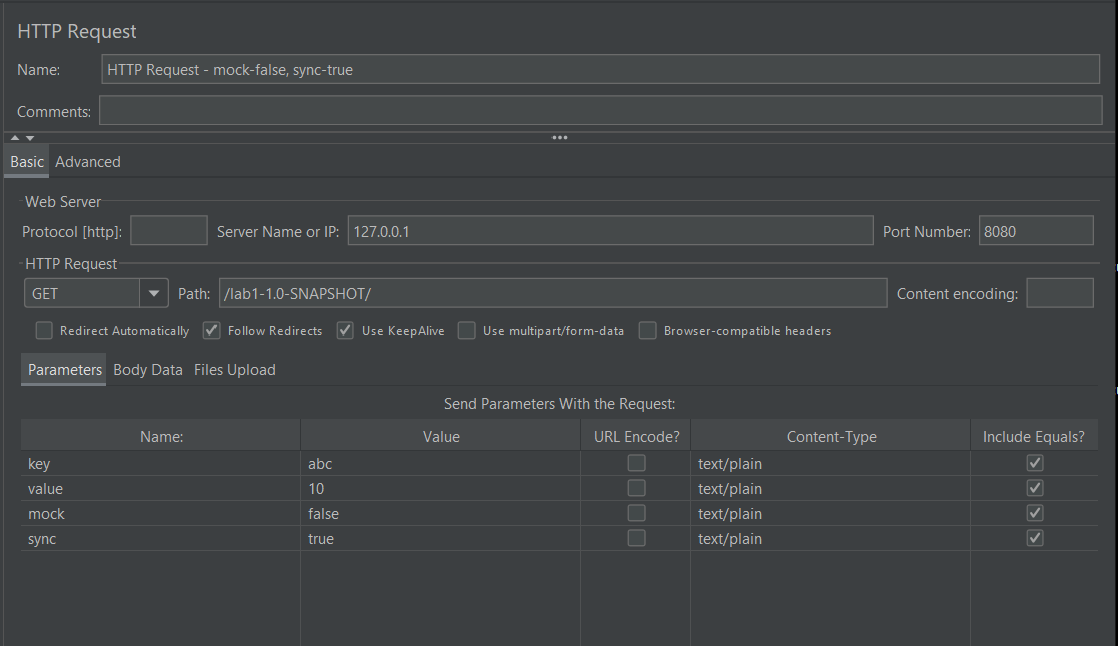 HTTP Request
Name: HTTP Request - mock-false, sync-true
Comments:
Basic Advanced
Web Server
Protocol [http]: Server Name or IP: 127.0.0.1 Port Number: 8080
HTTP Request
GET Path: /lab1-1.0-SNAPSHOT/ Content encoding:
Redirect Automatically Follow Redirects Use KeepAlive Use multipart/form-data Browser-compatible headers
Parameters Body Data Files Upload
Send Parameters With the Request:
Name: Value URL Encode? Content-Type Include Equals?
key abc text/plain
value 10 text/plain
mock false text/plain
sync true text/plain